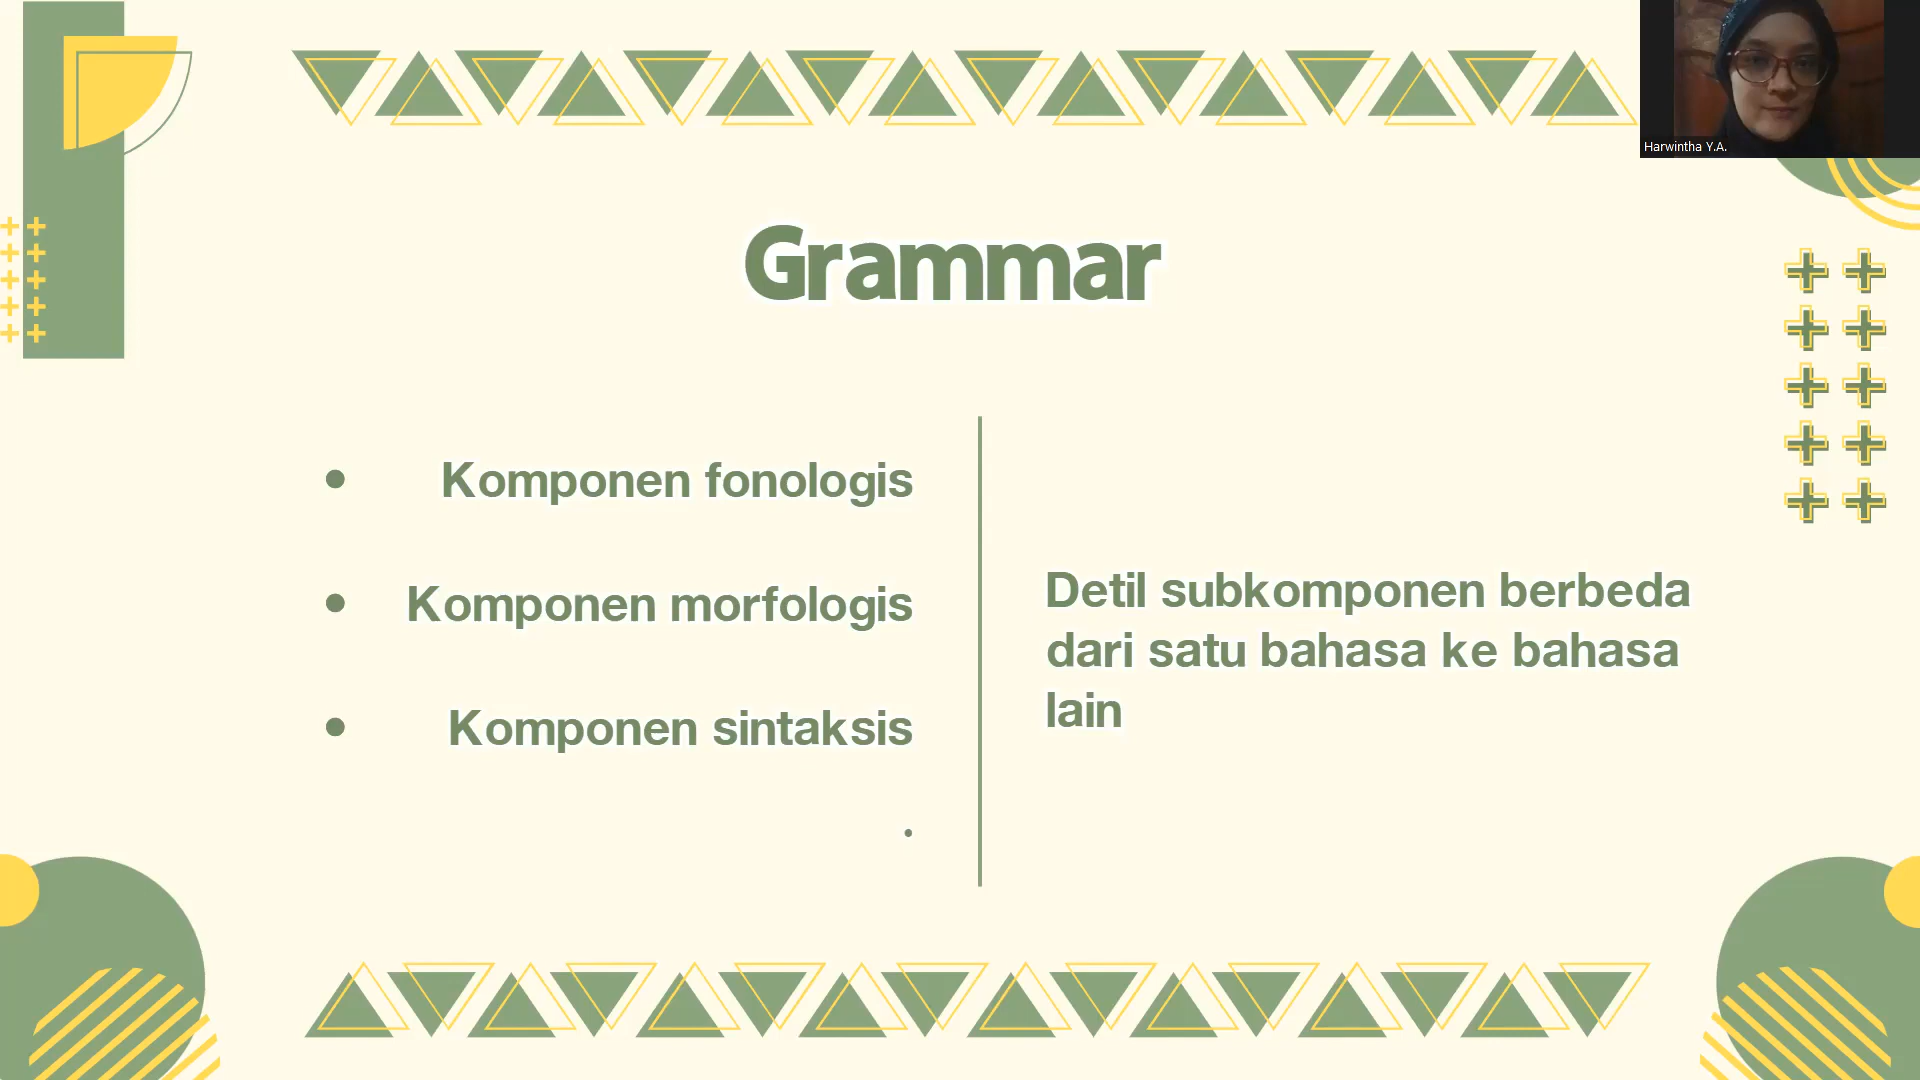 Harwintha Y.A.
Grammar
• Komponen fonologis
• Komponen morfologis
• Komponen sintaksis
.
Detil subkomponen berbeda
dari satu bahasa ke bahasa
lain